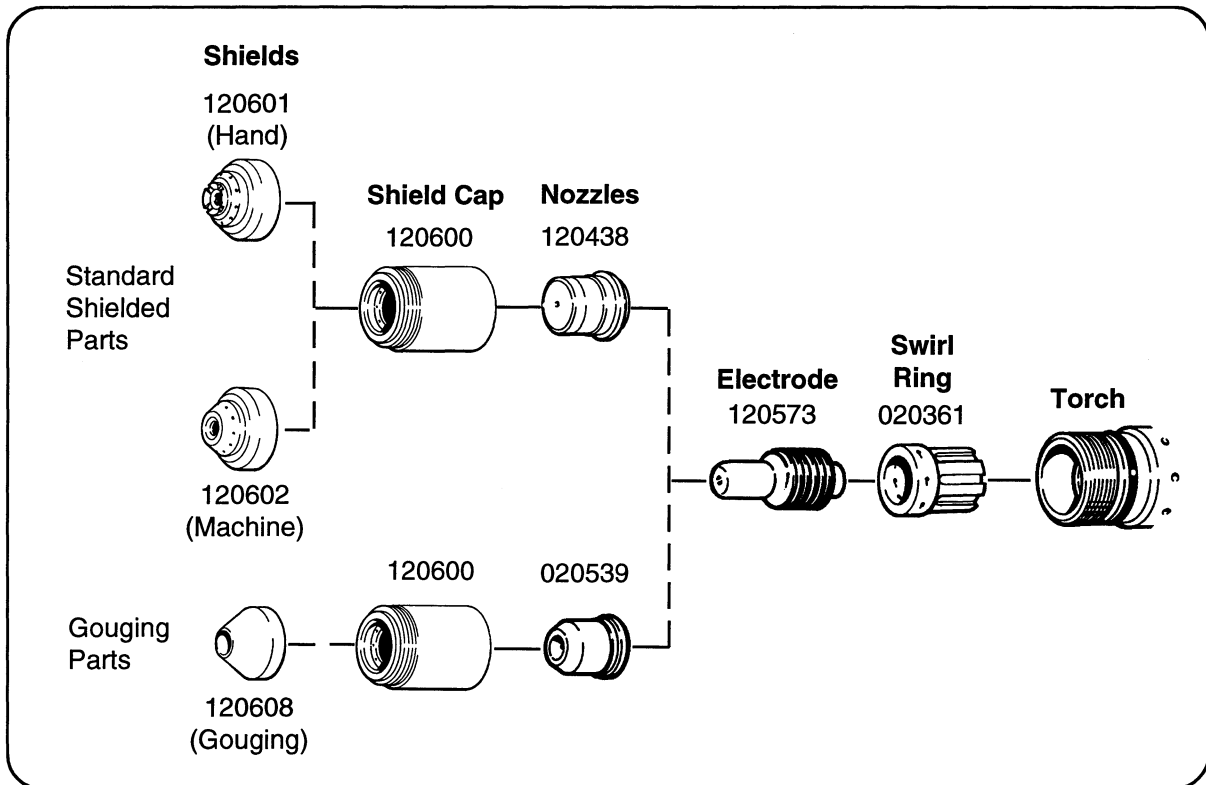 Shields
120601
(Hand)
Shield Cap
120600
Nozzles
120438
Standard
Shielded
Parts
Electrode
120573
Swirl
Ring
020361
Torch
120602
(Machine)
120600
020539
Gouging
Parts
120608
(Gouging)